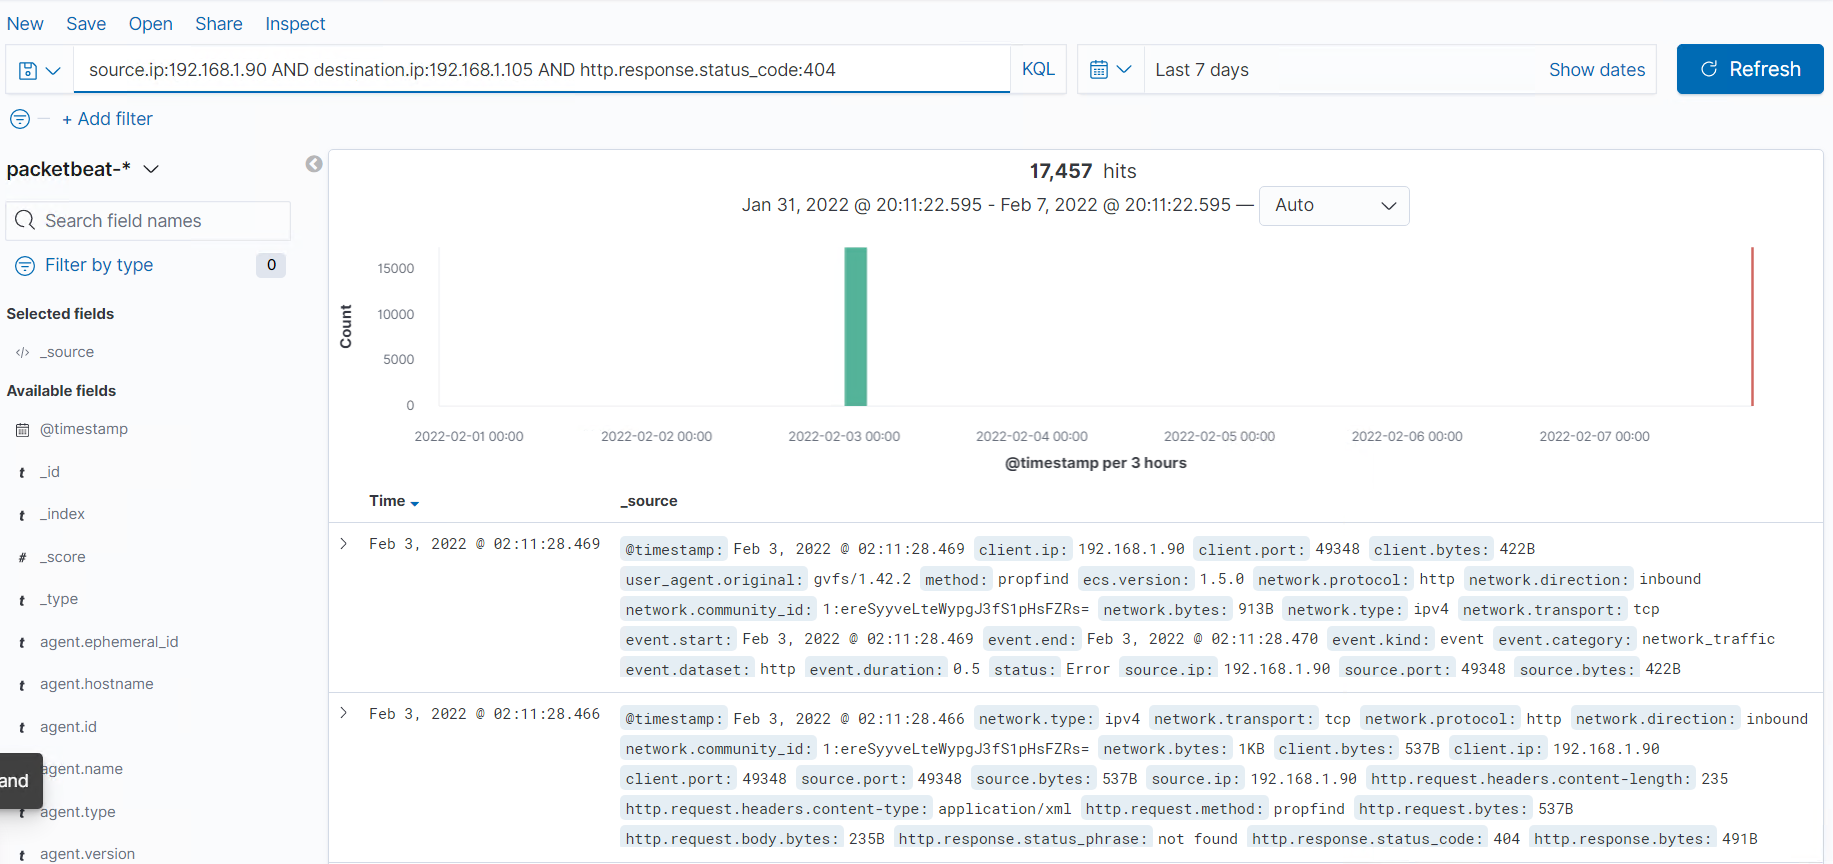 New Save Open Share Inspect
source.ip:192.168.1.90 AND destination.ip:192.168.1.105 AND http.response.status_code:404 KQL Last 7 days Show dates Refresh
+ Add filter
packetbeat-*
Search field names
Filter by type 0
Selected fields
_source
Available fields
@timestamp
t _id
t _index
# _score
t _type
t agent.ephemeral_id
t agent.hostname
t agent.id
and agent.name
t agent.type
t agent.version
17,457 hits
Jan 31, 2022 @ 20:11:22.595 - Feb 7, 2022 @ 20:11:22.595 — Auto
Count
15000
10000
5000
0
2022-02-01 00:00 2022-02-02 00:00 2022-02-03 00:00 2022-02-04 00:00 2022-02-05 00:00 2022-02-06 00:00 2022-02-07 00:00
@timestamp per 3 hours
Time _source
Feb 3, 2022 @ 02:11:28.469 @timestamp: Feb 3, 2022 @ 02:11:28.469 client.ip: 192.168.1.90 client.port: 49348 client.bytes: 422B
user_agent.original: gvfs/1.42.2 method: propfind ecs.version: 1.5.0 network.protocol: http network.direction: inbound
network.community_id: 1:ereSyyveLteWypgJ3fS1pHsFZRs= network.bytes: 913B network.type: ipv4 network.transport: tcp
event.start: Feb 3, 2022 @ 02:11:28.469 event.end: Feb 3, 2022 @ 02:11:28.470 event.kind: event event.category: network_traffic
event.dataset: http event.duration: 0.5 status: Error source.ip: 192.168.1.90 source.port: 49348 source.bytes: 422B
Feb 3, 2022 @ 02:11:28.466 @timestamp: Feb 3, 2022 @ 02:11:28.466 network.type: ipv4 network.transport: tcp network.protocol: http network.direction: inbound
network.community_id: 1:ereSyyveLteWypgJ3fS1pHsFZRs= network.bytes: 1KB client.bytes: 537B client.ip: 192.168.1.90
client.port: 49348 source.port: 49348 source.bytes: 537B source.ip: 192.168.1.90 http.request.headers.content-length: 235
http.request.headers.content-type: application/xml http.request.method: propfind http.request.bytes: 537B
http.request.body.bytes: 235B http.response.status_phrase: not found http.response.status_code: 404 http.response.bytes: 491B